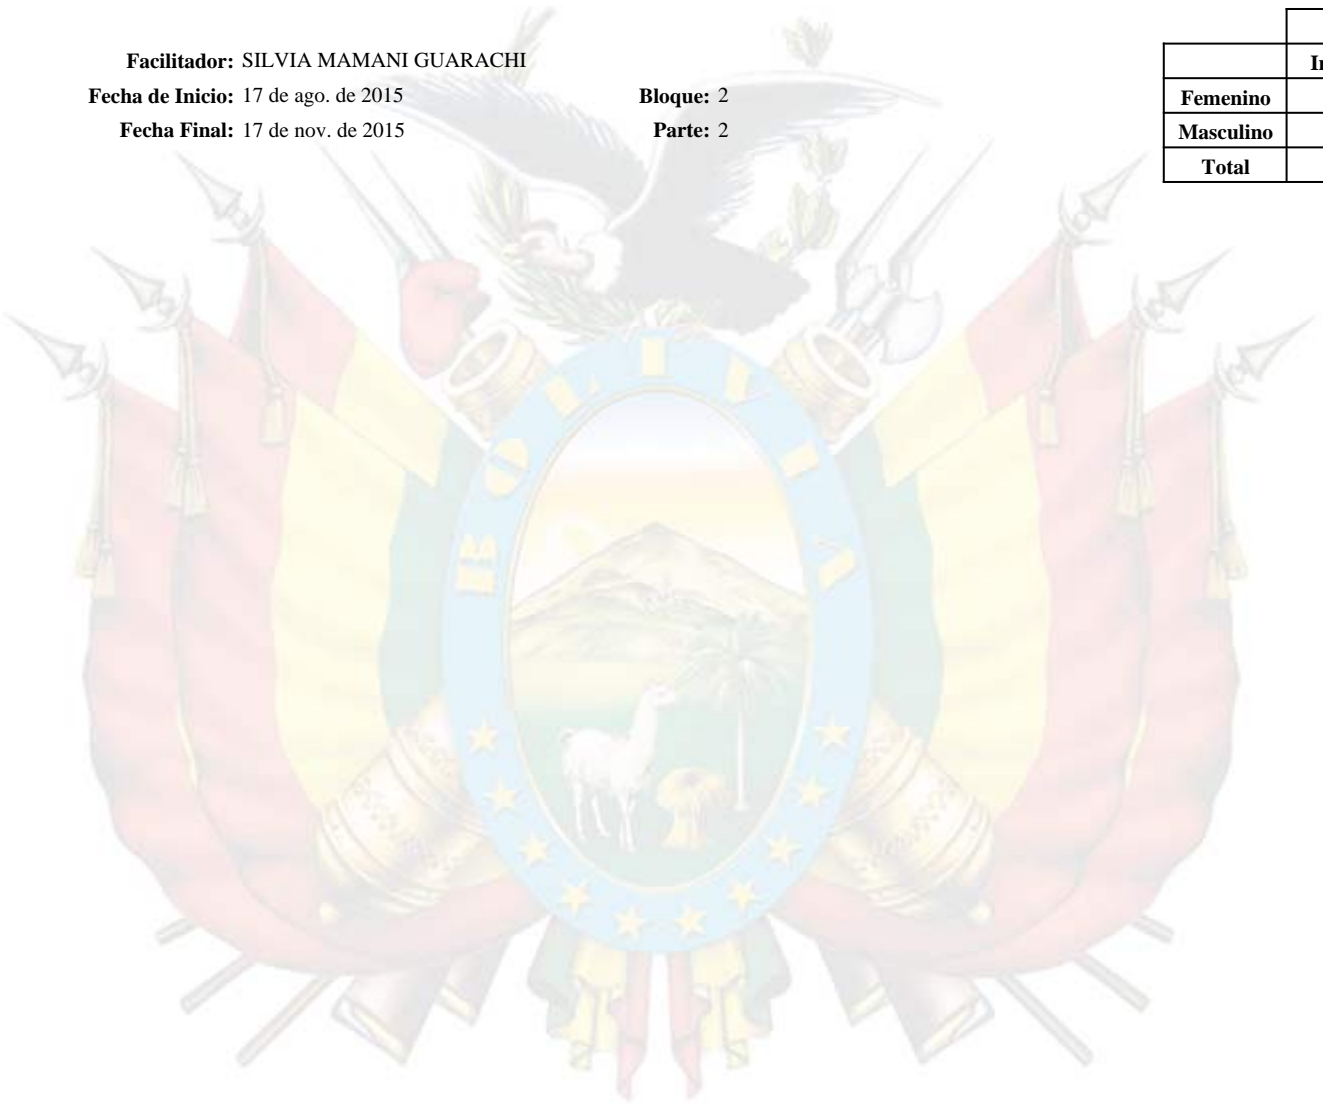 Facilitador: SILVIA MAMANI GUARACHI
Fecha de Inicio: 17 de ago. de 2015 Bloque: 2
Fecha Final: 17 de nov. de 2015 Parte: 2
Femenino
Masculino
Total
BOLIVIA